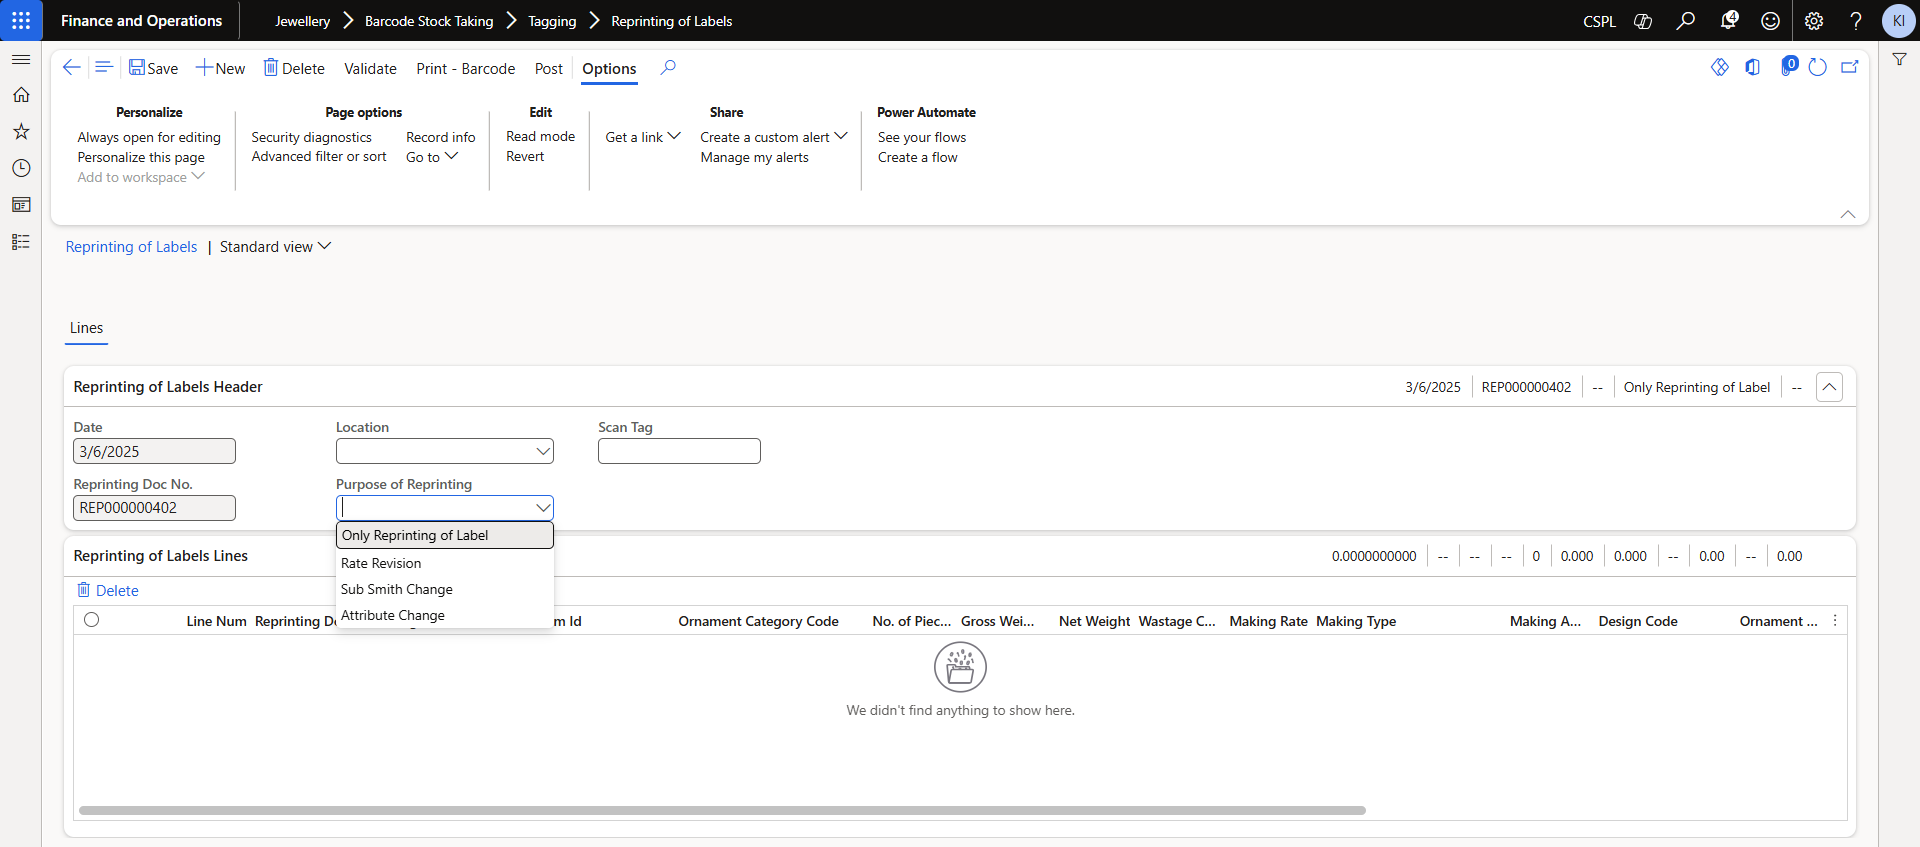 Finance and Operations
Jewellery
Barcode Stock Taking
Tagging
Reprinting of Labels
CSPL
4
KI
Save
New
Delete
Validate
Print - Barcode
Post
Options
0
Personalize
Always open for editing
Personalize this page
Add to workspace
Page options
Security diagnostics
Advanced filter or sort
Record info
Go to
Edit
Read mode
Revert
Share
Get a link
Create a custom alert
Manage my alerts
Power Automate
See your flows
Create a flow
Reprinting of Labels | Standard view
Lines
Reprinting of Labels Header
3/6/2025 REP000000402 -- Only Reprinting of Label --
Date
3/6/2025
Location
Scan Tag
Reprinting Doc No.
REP000000402
Purpose of Reprinting
Only Reprinting of Label
Rate Revision
Sub Smith Change
Attribute Change
Reprinting of Labels Lines
0.0000000000 -- -- -- 0 0.000 0.000 -- 0.00 -- 0.00
Delete
Line Num Reprinting Ornament Category Code No. of Piec... Gross Wei... Net Weight Wastage C... Making Rate Making Type Making A... Design Code Ornament ...
We didn't find anything to show here.